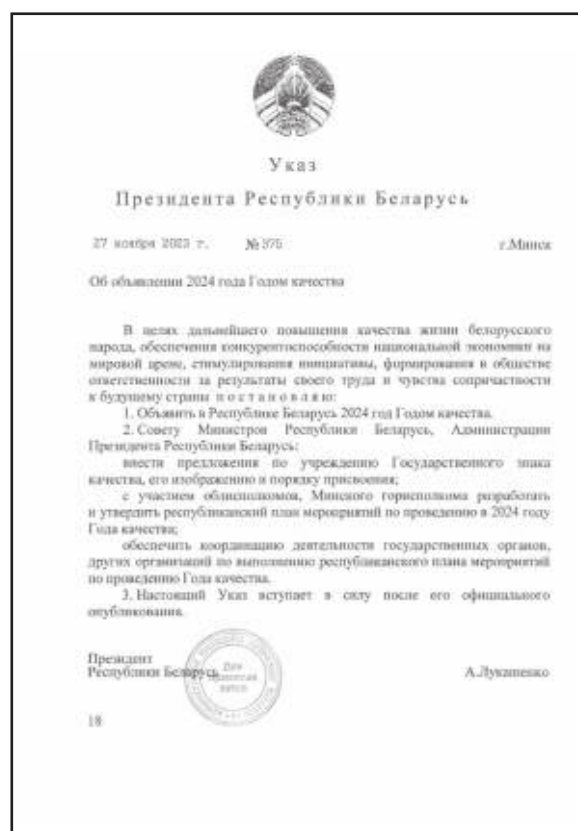 Указ
Президента Республики Беларусь
27 ноября 2023 г. № 375 г.Минск
Об объявлении 2024 года Годом качества
В целях дальнейшего повышения качества жизни белорусского
народа, обеспечения конкурентоспособности национальной экономики на
мировой арене, стимулирования инициативы, формирования в обществе
ответственности за результаты своего труда и чувства сопричастности
к будущему страны постановляю:
1. Объявить в Республике Беларусь 2024 год Годом качества.
2. Совету Министров Республики Беларусь, Администрации
Президента Республики Беларусь:
внести предложения по учреждению Государственного знака
качества, его изображению и порядку присвоения;
с участием облисполкомов, Минского горисполкома разработать
и утвердить республиканский план мероприятий по проведению в 2024 году
Года качества;
обеспечить координацию деятельности государственных органов,
других организаций по выполнению республиканского плана мероприятий
по проведению Года качества.
3. Настоящий Указ вступает в силу после его официального
опубликования.
Президент
Республики Беларусь А.Лукашенко
18